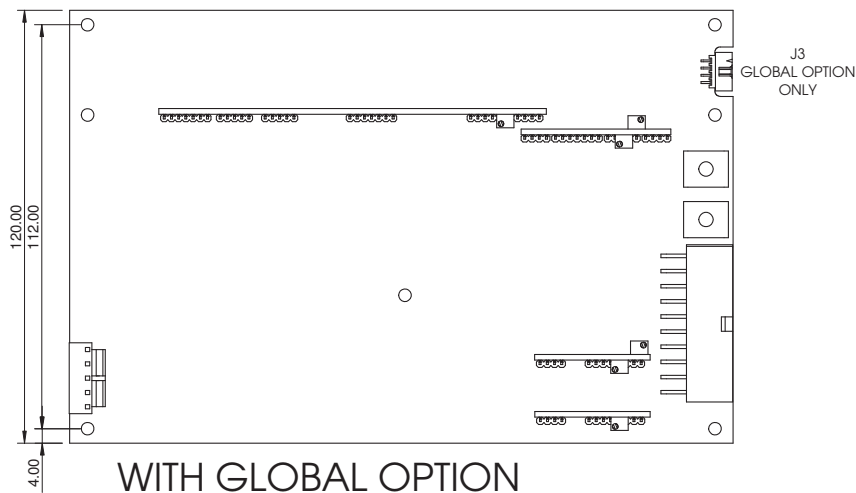 J3
GLOBAL OPTION
ONLY
120.00
112.00
4.00
WITH GLOBAL OPTION